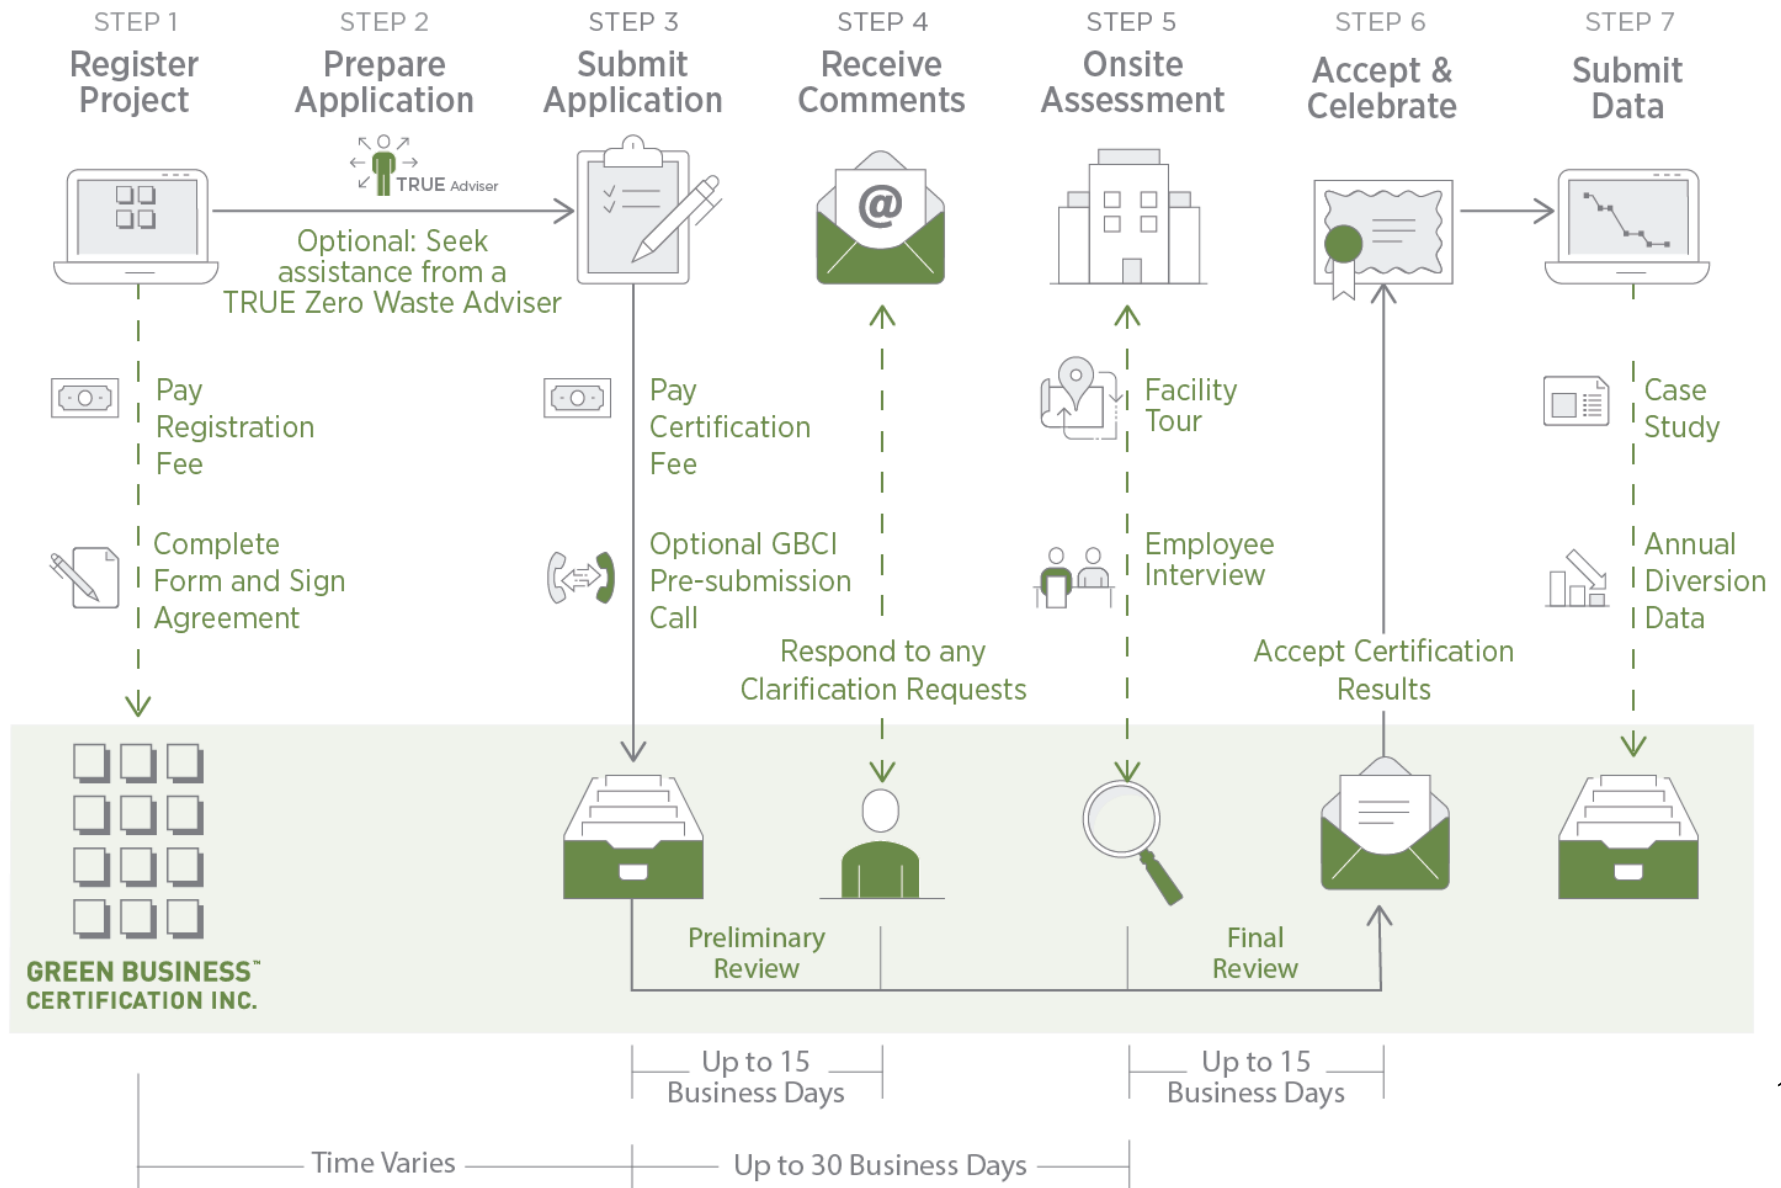 STEP 1
Register
Project
STEP 2
Prepare
Application
STEP 3
Submit
Application
STEP 4
Receive
Comments
STEP 5
Onsite
Assessment
STEP 6
Accept &
Celebrate
STEP 7
Submit
Data
TRUE Adviser
Optional: Seek
assistance from a
TRUE Zero Waste Adviser
@
Pay
Registration
Fee
Complete
Form and Sign
Agreement
Pay
Certification
Fee
Optional GBCI
Pre-submission
Call
Respond to any
Clarification Requests
Facility
Tour
Employee
Interview
Accept Certification
Results
Case
Study
Annual
Diversion
Data
GREEN BUSINESS™
CERTIFICATION INC.
Preliminary
Review
Final
Review
Up to 15
Business Days
Up to 15
Business Days
Time Varies
Up to 30 Business Days